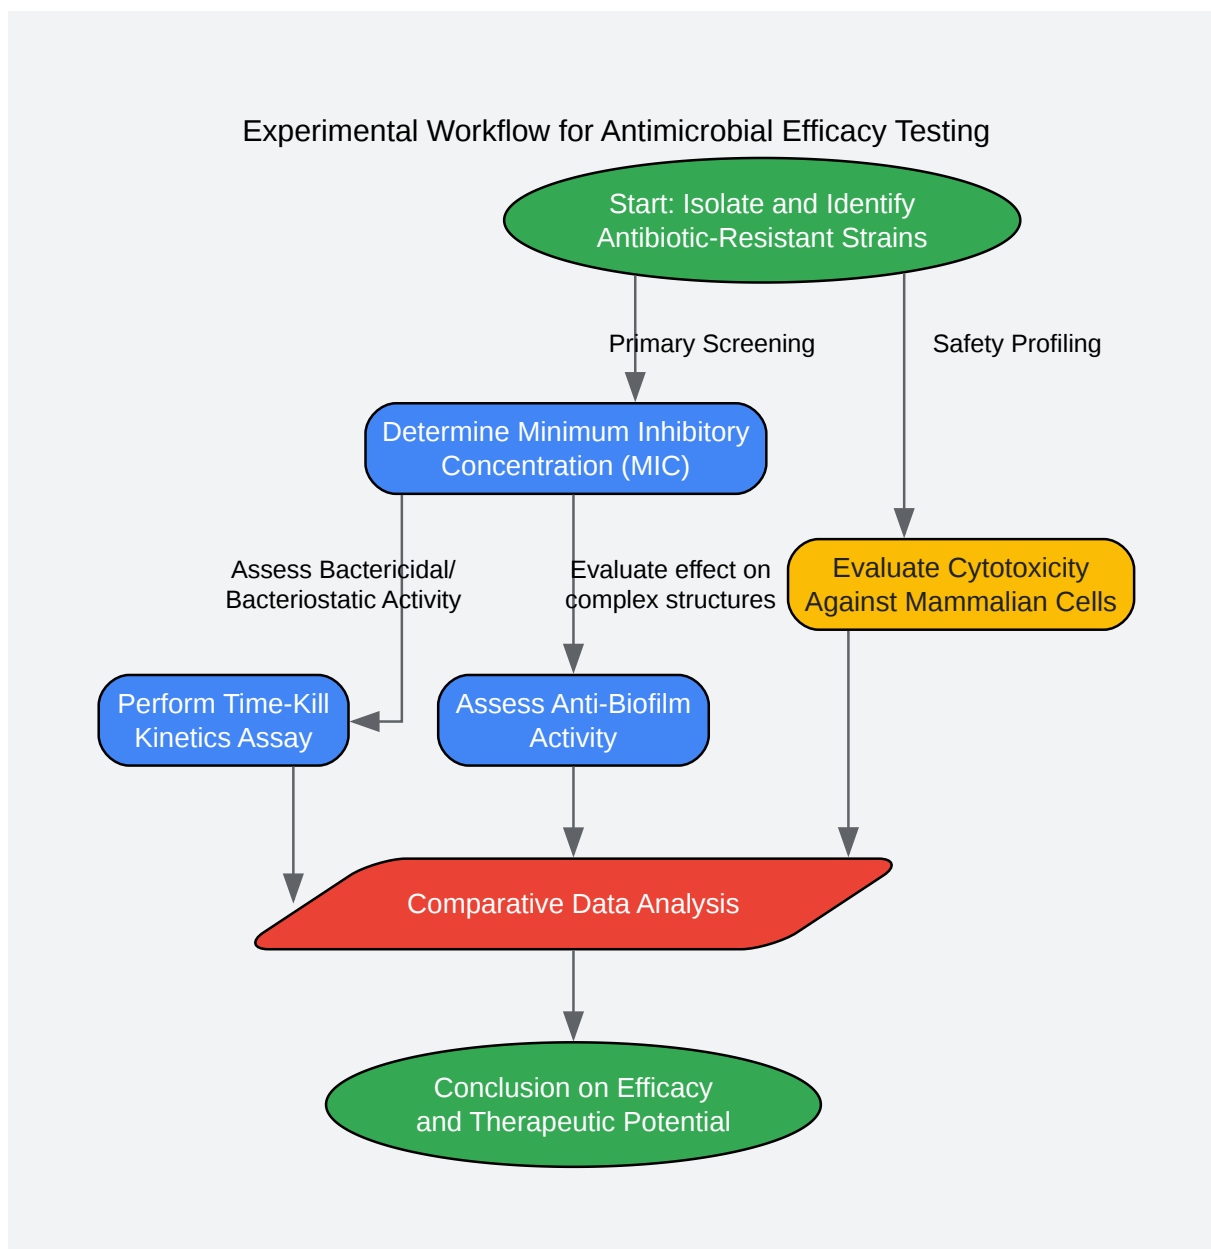 Experimental Workflow for Antimicrobial Efficacy Testing
Start: Isolate and Identify
Antibiotic-Resistant Strains
Primary Screening
Safety Profiling
Determine Minimum Inhibitory
Concentration (MIC)
Assess Bactericidal/
Bacteriostatic Activity
Evaluate effect on
complex structures
Evaluate Cytotoxicity
Against Mammalian Cells
Perform Time-Kill
Kinetics Assay
Assess Anti-Biofilm
Activity
Comparative Data Analysis
Conclusion on Efficacy
and Therapeutic Potential